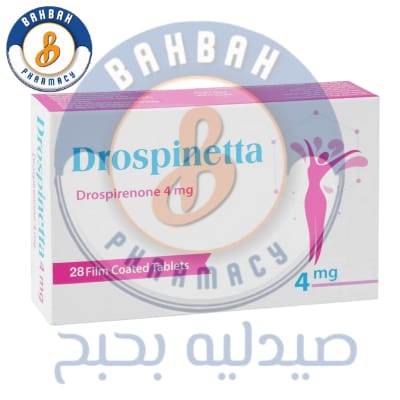 BAHBAH
PHARMACY
BAHBAH
PHARMACY
Drospinetta
Drospirenone 4 mg
28 Film Coated Tablets
4 mg
Drospinetta 4 mg
صيدليه بحبح